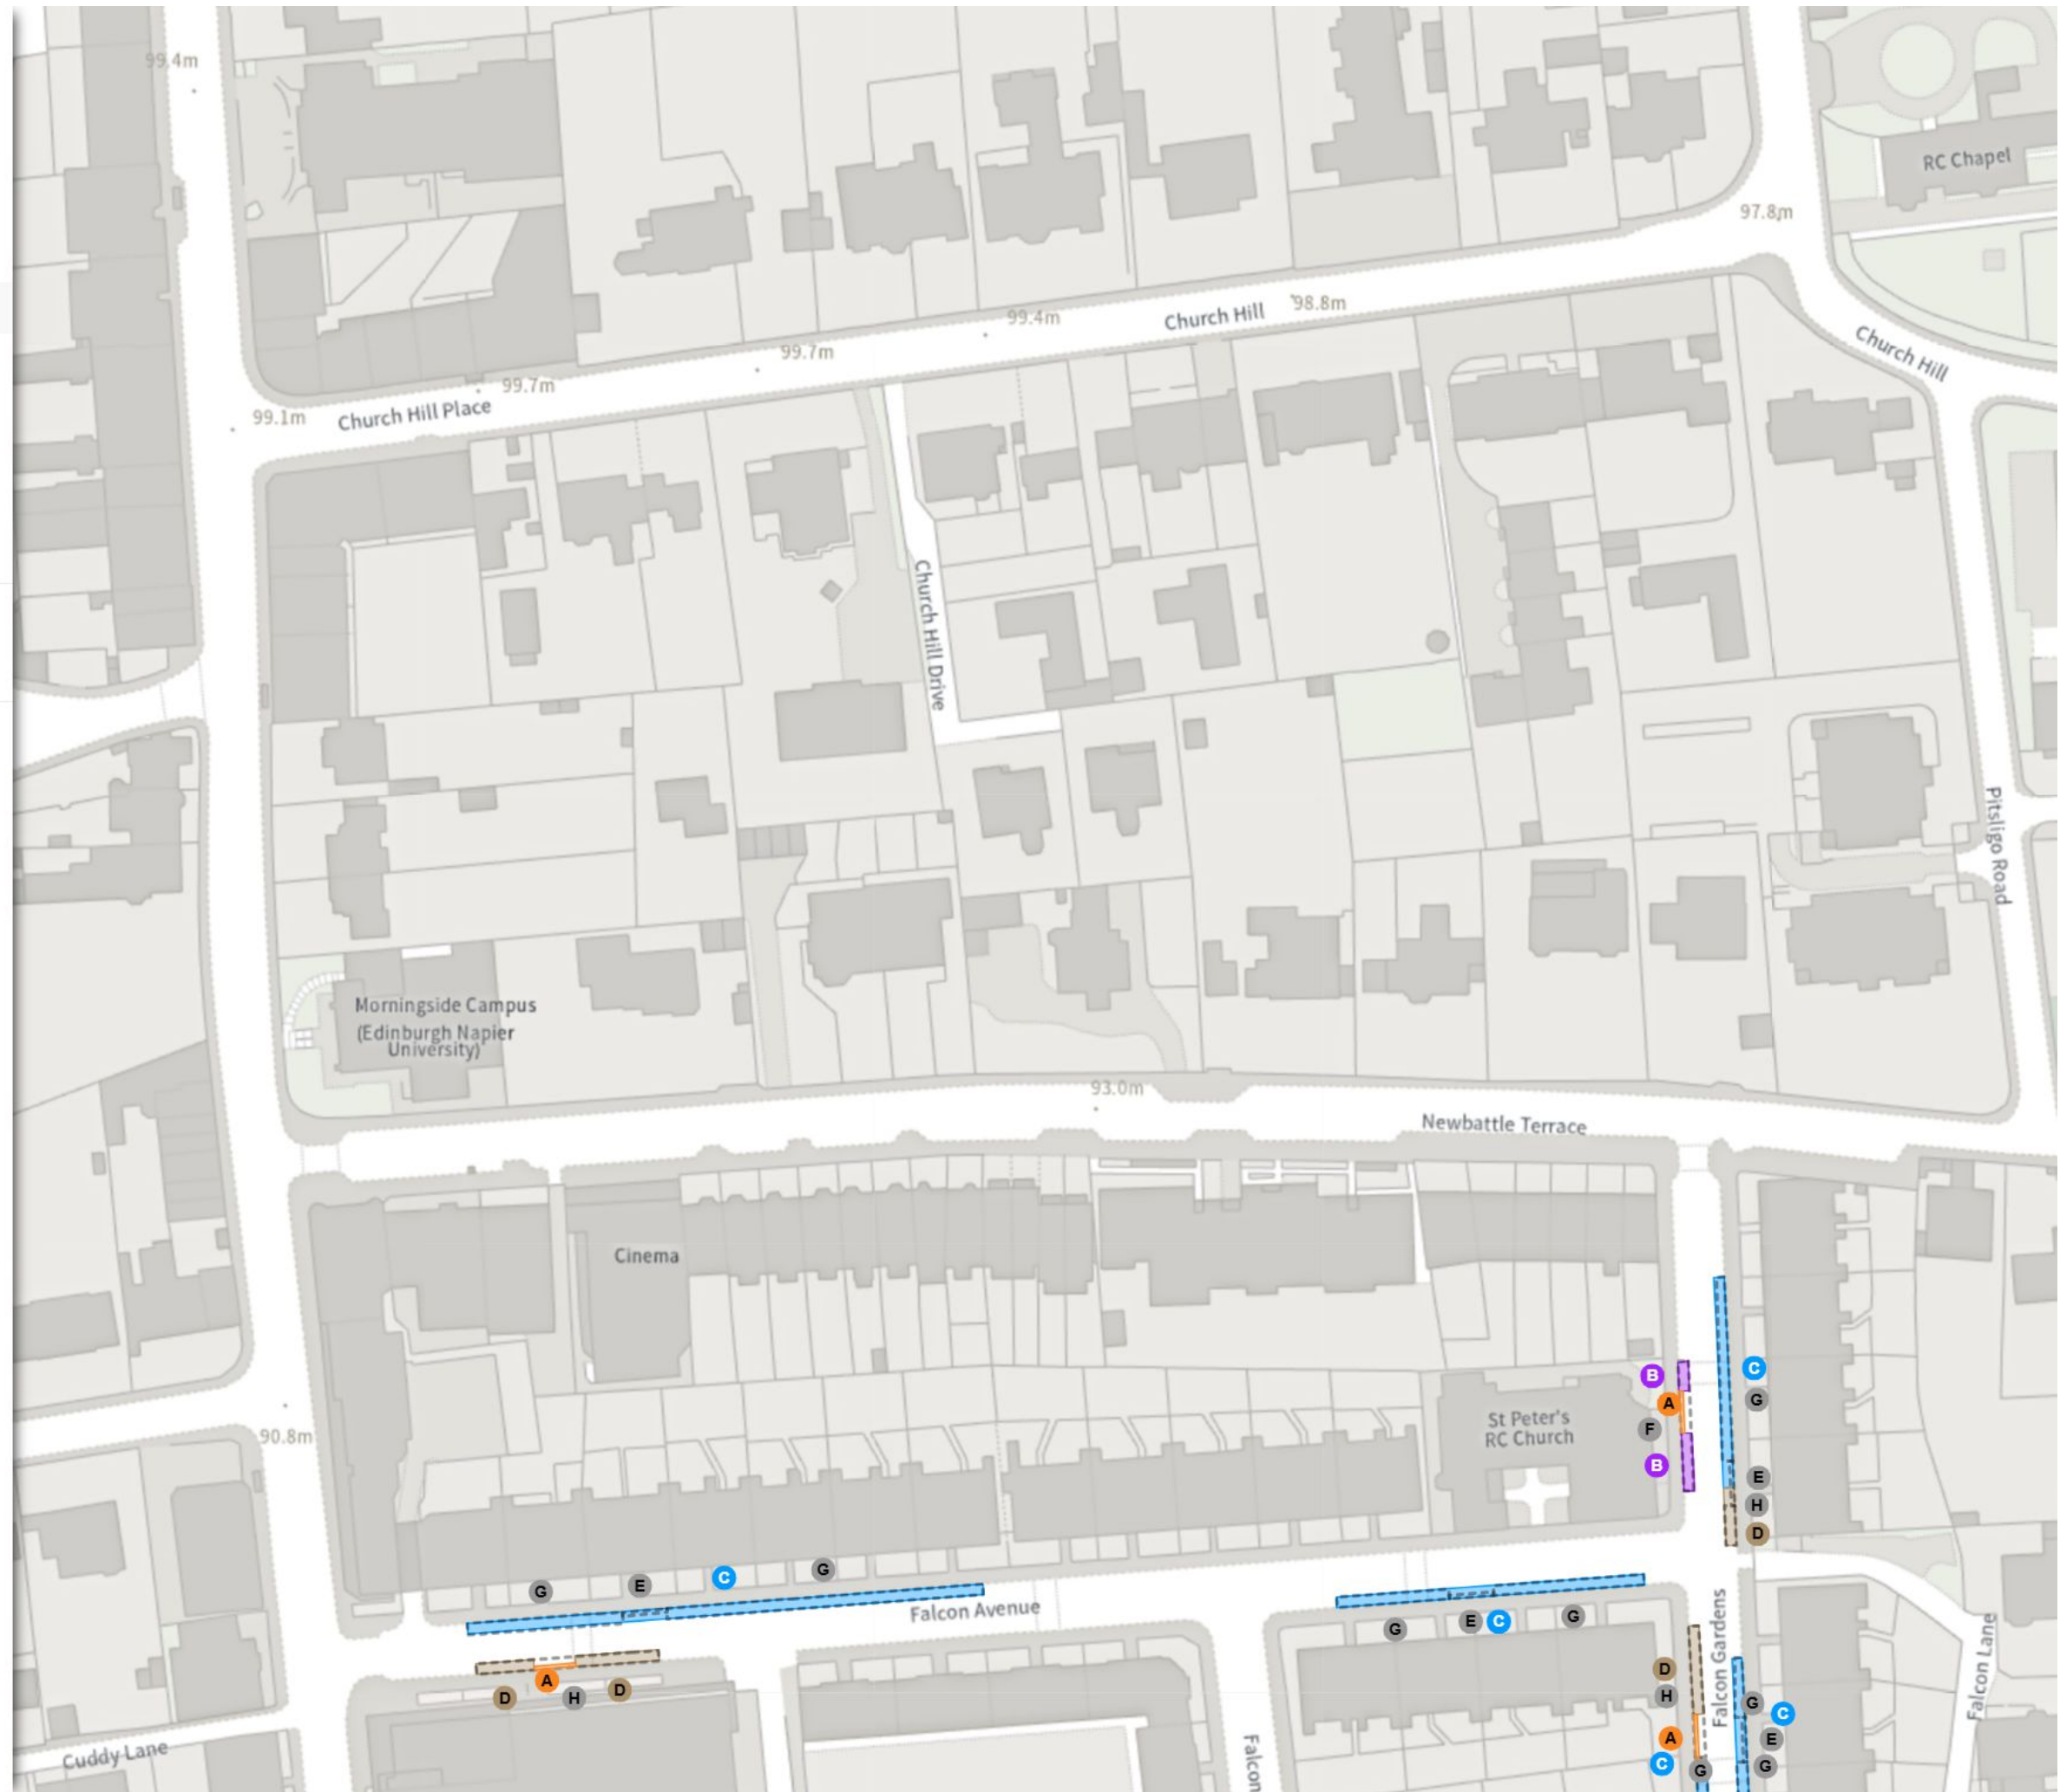 99.4m
RC Chapel
97.8m
98.8m
Church Hill
99.4m
Church Hill
99.7m
99.7m
Church Hill Place
99.1m
Church Hill Drive
Pitsligo Road
Morningside Campus
(Edinburgh Napier
University)
93.0m
Newbattle Terrace
Cinema
B
C
A
G
St Peter's
RC Church
F
90.8m
B
E
H
D
G
E
C
G
Falcon Avenue
G
E
C
G
Falcon Gardens
Falcon Lane
A
D
H
D
D
H
G
C
A
E
C
G
G
Cuddy Lane
Falcon